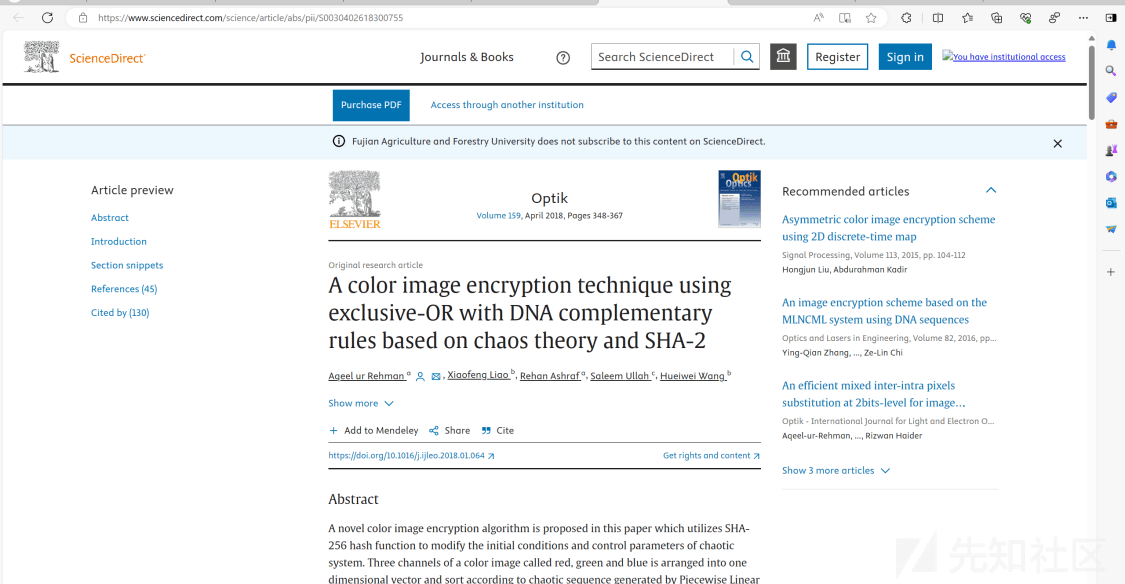 https://www.sciencedirect.com/science/article/abs/pii/S0030402618300755
ScienceDirect
Journals & Books
Search ScienceDirect
Register
Sign in
You have institutional access
Purchase PDF
Access through another institution
Fujian Agriculture and Forestry University does not subscribe to this content on ScienceDirect.
Article preview
Abstract
Introduction
Section snippets
References (45)
Cited by (130)
ELSEVIER
Optik
Volume 159, April 2018, Pages 348-367
Optik
Optics
Original research article
A color image encryption technique using
exclusive-OR with DNA complementary
rules based on chaos theory and SHA-2
Aqeel ur Rehman a, Xiaofeng Liao b, Rehan Ashraf a, Saleem Ullah c, Hueiwei Wang b
Show more
Add to Mendeley
Share
Cite
https://doi.org/10.1016/j.ijleo.2018.01.064
Get rights and content
Abstract
A novel color image encryption algorithm is proposed in this paper which utilizes SHA-
256 hash function to modify the initial conditions and control parameters of chaotic
system. Three channels of a color image called red, green and blue is arranged into one
dimensional vector and sort according to chaotic sequence generated by Piecewise Linear
Recommended articles
Asymmetric color image encryption scheme
using 2D discrete-time map
Signal Processing, Volume 113, 2015, pp. 104-112
Hongjun Liu, Abdurahman Kadir
An image encryption scheme based on the
MLNCML system using DNA sequences
Optics and Lasers in Engineering, Volume 82, 2016, pp...
Ying-Qian Zhang, ..., Ze-Lin Chi
An efficient mixed inter-intra pixels
substitution at 2bits-level for image...
Optik - International Journal for Light and Electron O...
Aqeel-ur-Rehman, ..., Rizwan Haider
Show 3 more articles
先知社区